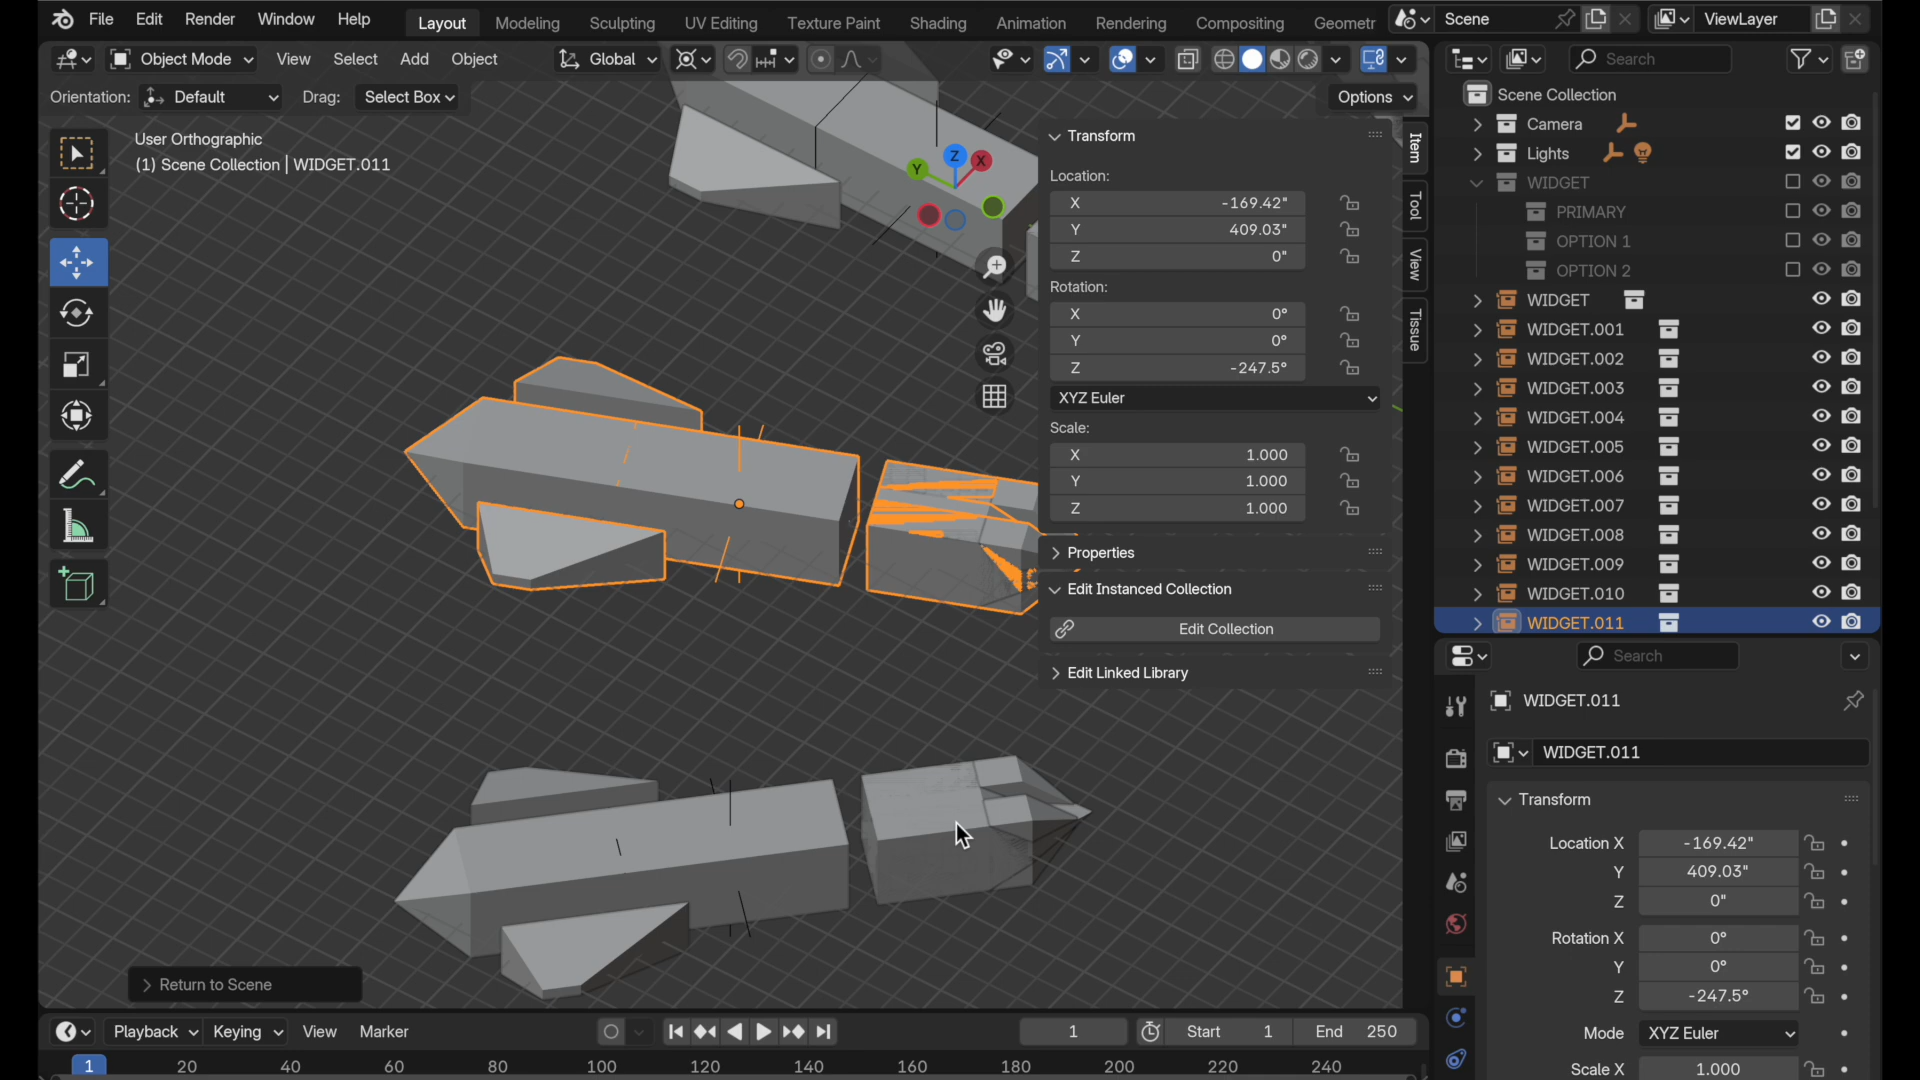 File Edit Render Window Help Layout Modeling Sculpting UV Editing Texture Paint Shading Animation Rendering Compositing Geometr Scene ViewLayer
Object Mode View Select Add Object Global Search
Orientation: Default Drag: Select Box Options
User Orthographic
(1) Scene Collection | WIDGET.011
Z
X
Y
Transform
Location:
X -169.42"
Y 409.03"
Z 0"
Rotation:
X 0°
Y 0°
Z -247.5°
XYZ Euler
Scale:
X 1.000
Y 1.000
Z 1.000
Properties
Edit Instanced Collection
Edit Collection
Edit Linked Library
Item
Tool
View
Tissue
Scene Collection
Camera
Lights
WIDGET
PRIMARY
OPTION 1
OPTION 2
WIDGET
WIDGET.001
WIDGET.002
WIDGET.003
WIDGET.004
WIDGET.005
WIDGET.006
WIDGET.007
WIDGET.008
WIDGET.009
WIDGET.010
WIDGET.011
Search
WIDGET.011
WIDGET.011
Transform
Location X -169.42"
Y 409.03"
Z 0"
Rotation X 0°
Y 0°
Z -247.5°
Mode XYZ Euler
Scale X 1.000
Return to Scene
Playback Keying View Marker 1 Start 1 End 250
1 20 40 60 80 100 120 140 160 180 200 220 240